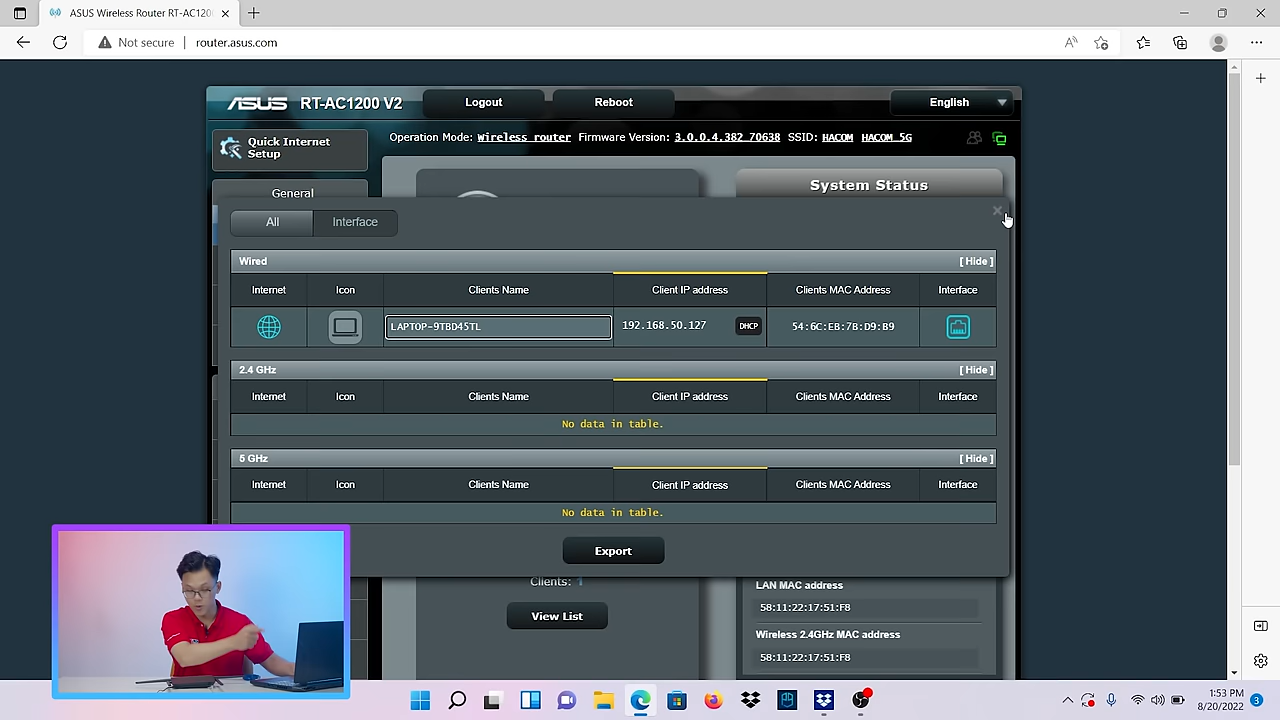 ASUS Wireless Router RT-AC120
Not secure
router.asus.com
ASUS RT-AC1200 V2
Logout
Reboot
English
Quick Internet
Setup
Operation Mode: Wireless router Firmware Version: 3.0.0.4.382_70638 SSID: HACOM HACOM_5G
General
System Status
All
Interface
Wired [ Hide ]
Internet Icon Clients Name Client IP address Clients MAC Address Interface
LAPTOP-9TBD45TL 192.168.50.127 DHCP 54:6C:EB:7B:D9:B9
2.4 GHz [ Hide ]
Internet Icon Clients Name Client IP address Clients MAC Address Interface
No data in table.
5 GHz [ Hide ]
Internet Icon Clients Name Client IP address Clients MAC Address Interface
No data in table.
Export
Clients: 1
View List
LAN MAC address
58:11:22:17:51:F8
Wireless 2.4GHz MAC address
58:11:22:17:51:F8
1:53 PM
8/20/2022
3